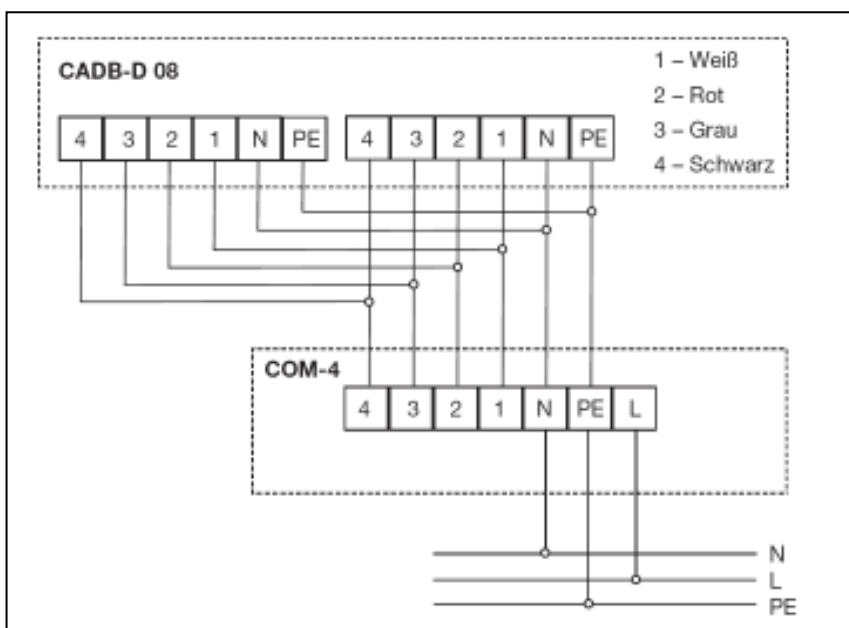 CADB-D 08
1 – Weiß
2 – Rot
3 – Grau
4 – Schwarz
4 3 2 1 N PE 4 3 2 1 N PE
COM-4
4 3 2 1 N PE L
N
L
PE